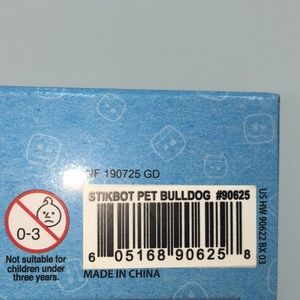 NF 190725 GD
STIKBOT PET BULLDOG #90625
6 05168 90625 8
MADE IN CHINA
0-3
Not suitable for
children under
three years.
US HW 90622 BX 03